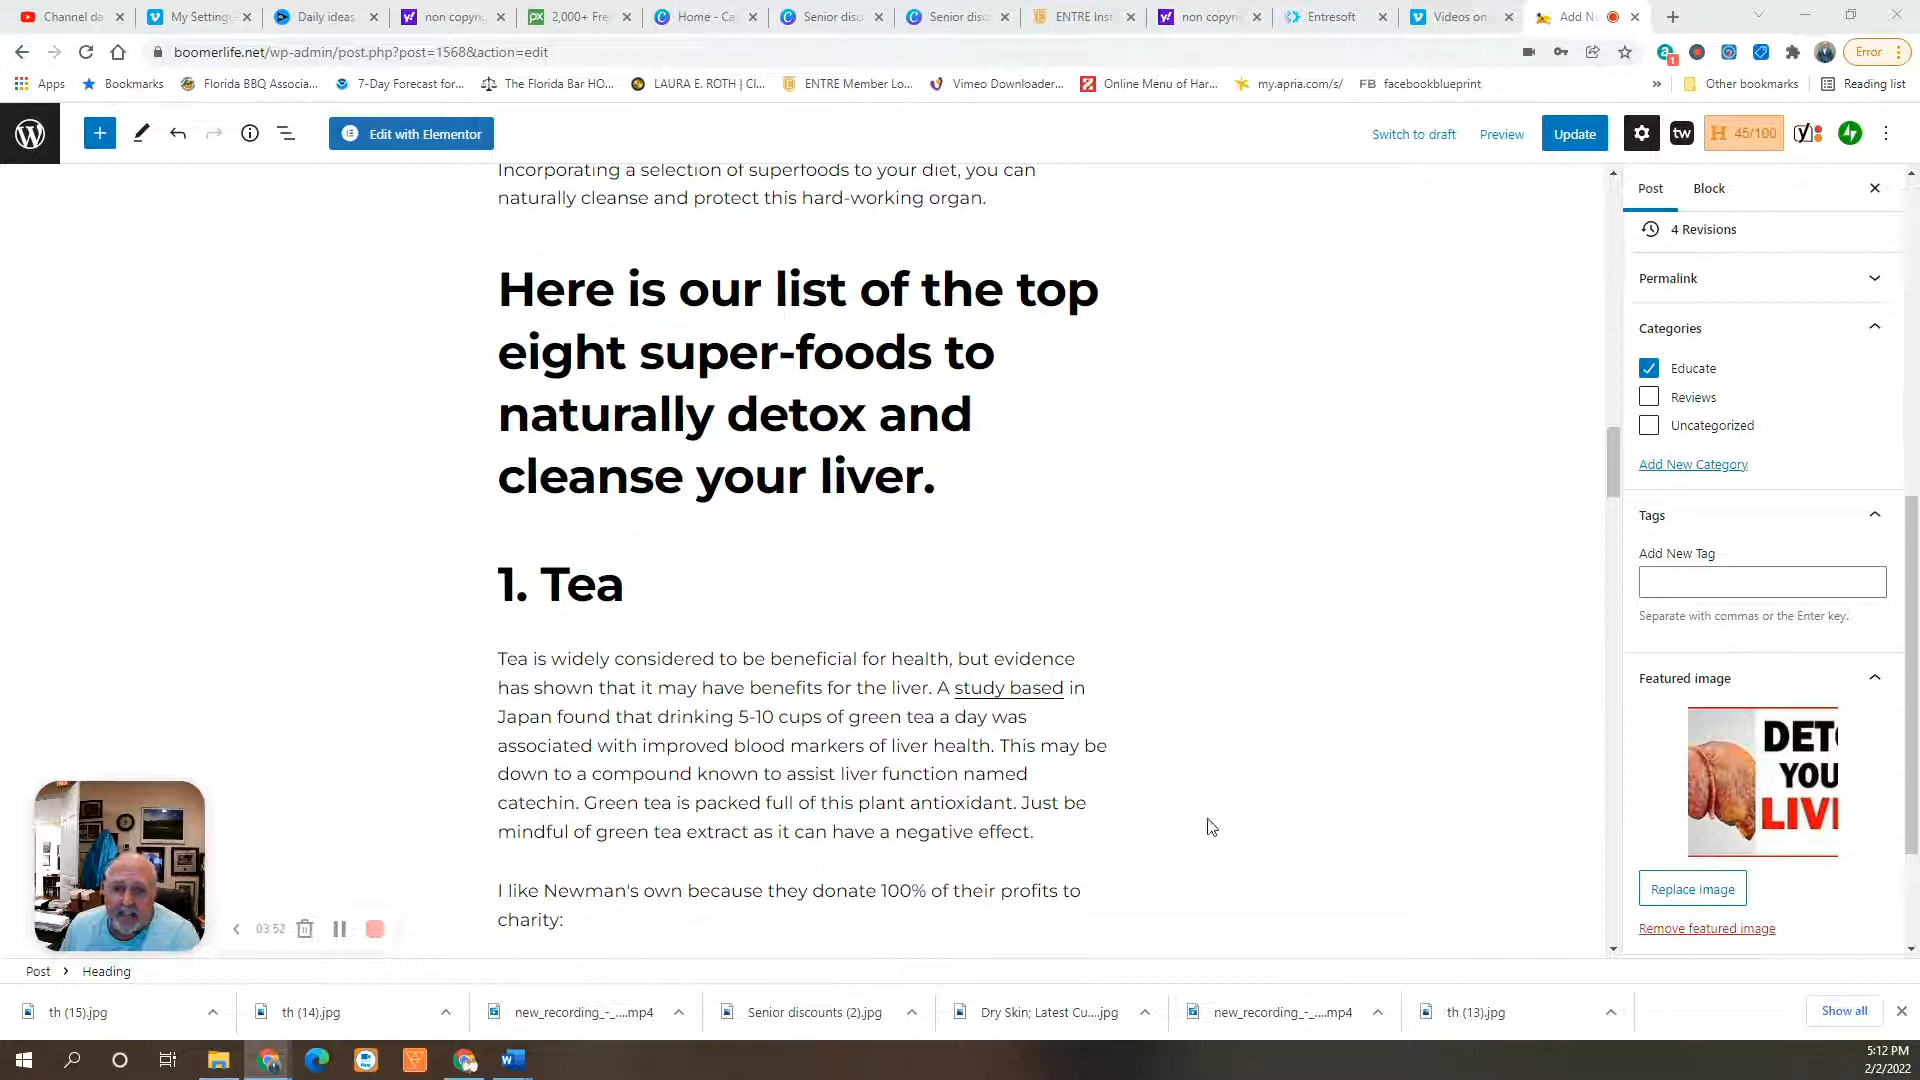 Channel da
My Setting
Daily ideas
non copyri
2,000+ Fre
Home - Ca
Senior disc
Senior disc
ENTRE Inst
non copyri
Entresoft
Videos on
Add N
boomerlife.net/wp-admin/post.php?post=1568&action=edit
1
Error
Apps
Bookmarks
Florida BBQ Associa...
7-Day Forecast for...
The Florida Bar HO...
LAURA E. ROTH | Cl...
ENTRE Member Lo...
Vimeo Downloader...
Online Menu of Har...
my.apria.com/s/
FB facebookblueprint
»
Other bookmarks
Reading list
Edit with Elementor
Switch to draft
Preview
Update
tw
H 45/100
Incorporating a selection of superfoods to your diet, you can
naturally cleanse and protect this hard-working organ.
Here is our list of the top
eight super-foods to
naturally detox and
cleanse your liver.
1. Tea
Tea is widely considered to be beneficial for health, but evidence
has shown that it may have benefits for the liver. A study based in
Japan found that drinking 5-10 cups of green tea a day was
associated with improved blood markers of liver health. This may be
down to a compound known to assist liver function named
catechin. Green tea is packed full of this plant antioxidant. Just be
mindful of green tea extract as it can have a negative effect.
I like Newman's own because they donate 100% of their profits to
charity:
Post
Block
4 Revisions
Permalink
Categories
Educate
Reviews
Uncategorized
Add New Category
Tags
Add New Tag
Separate with commas or the Enter key.
Featured image
DET
YOU
LIV
Replace Image
Remove featured image
03:52
Post › Heading
th (15).jpg
th (14).jpg
new_recording_-_....mp4
Senior discounts (2).jpg
Dry Skin; Latest Cu....jpg
new_recording_-_....mp4
th (13).jpg
Show all
5:12 PM
2/2/2022